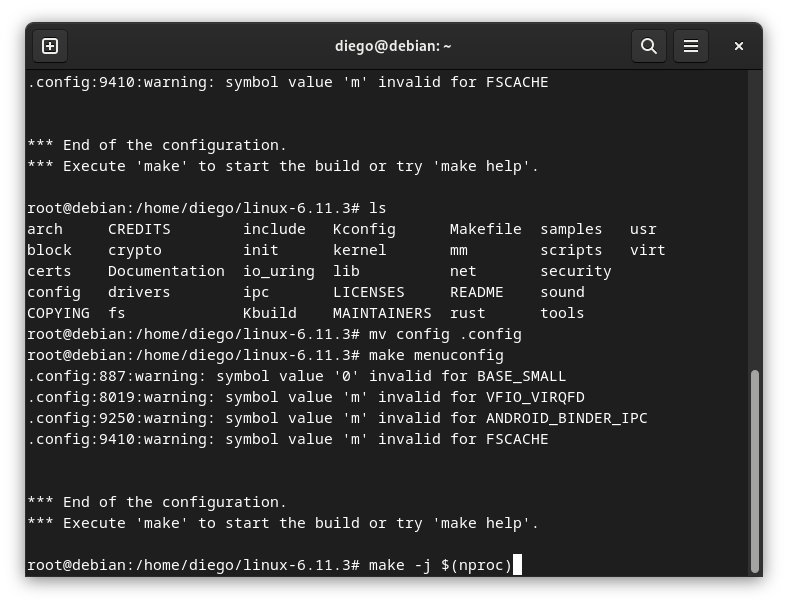 diego@debian: ~
.config:9410:warning: symbol value 'm' invalid for FSCACHE
*** End of the configuration.
*** Execute 'make' to start the build or try 'make help'.
root@debian:/home/diego/linux-6.11.3# ls
arch     CREDITS        include   Kconfig      Makefile  samples   usr
block    crypto         init      kernel       mm        scripts   virt
certs    Documentation  io_uring  lib          net       security
config   drivers        ipc       LICENSES     README    sound
COPYING  fs             Kbuild    MAINTAINERS  rust      tools
root@debian:/home/diego/linux-6.11.3# mv config .config
root@debian:/home/diego/linux-6.11.3# make menuconfig
.config:887:warning: symbol value '0' invalid for BASE_SMALL
.config:8019:warning: symbol value 'm' invalid for VFIO_VIRQFD
.config:9250:warning: symbol value 'm' invalid for ANDROID_BINDER_IPC
.config:9410:warning: symbol value 'm' invalid for FSCACHE
*** End of the configuration.
*** Execute 'make' to start the build or try 'make help'.
root@debian:/home/diego/linux-6.11.3# make -j $(nproc)